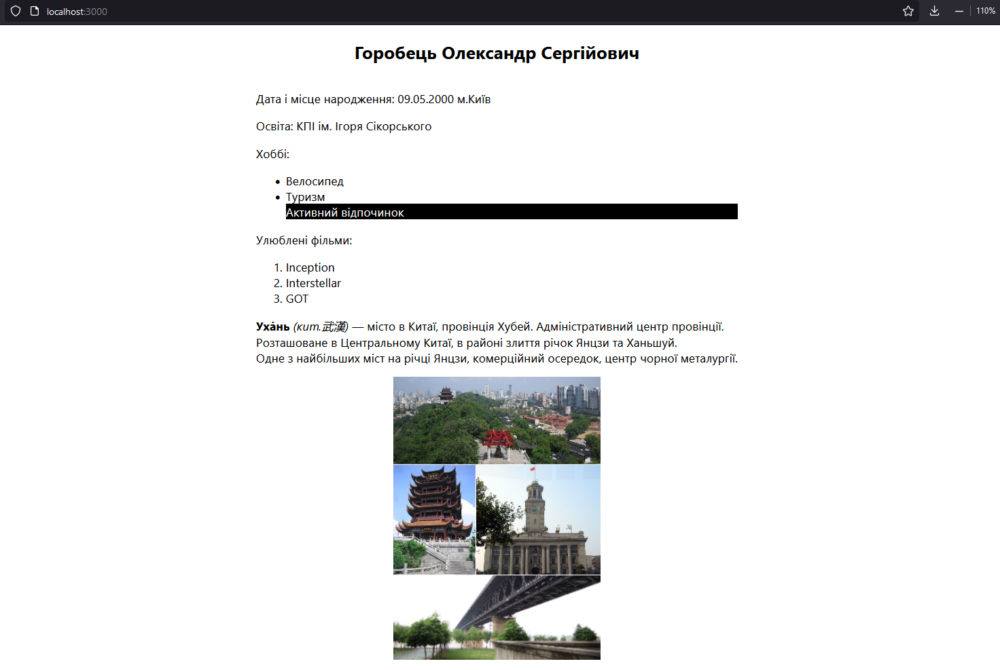 localhost:3000
110%
Горобець Олександр Сергійович
Дата і місце народження: 09.05.2000 м.Київ
Освіта: КПІ ім. Ігоря Сікорського
Хоббі:
• Велосипед
• Туризм
Активний відпочинок
Улюблені фільми:
1. Inception
2. Interstellar
3. GOT
Уха́нь (кит.武漢) — місто в Китаї, провінція Хубей. Адміністративний центр провінції.
Розташоване в Центральному Китаї, в районі злиття річок Янцзи та Ханьшуй.
Одне з найбільших міст на річці Янцзи, комерційний осередок, центр чорної металургії.